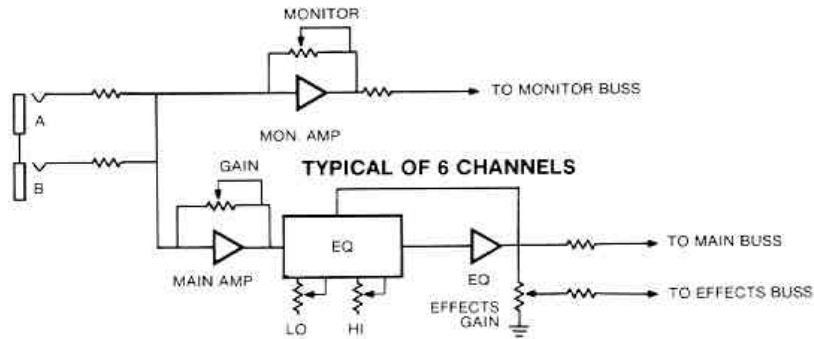 MONITOR
A
TO MONITOR BUSS
MON. AMP
B
GAIN
TYPICAL OF 6 CHANNELS
EQ
TO MAIN BUSS
MAIN AMP
EQ
LO
HI
EFFECTS
GAIN
TO EFFECTS BUSS